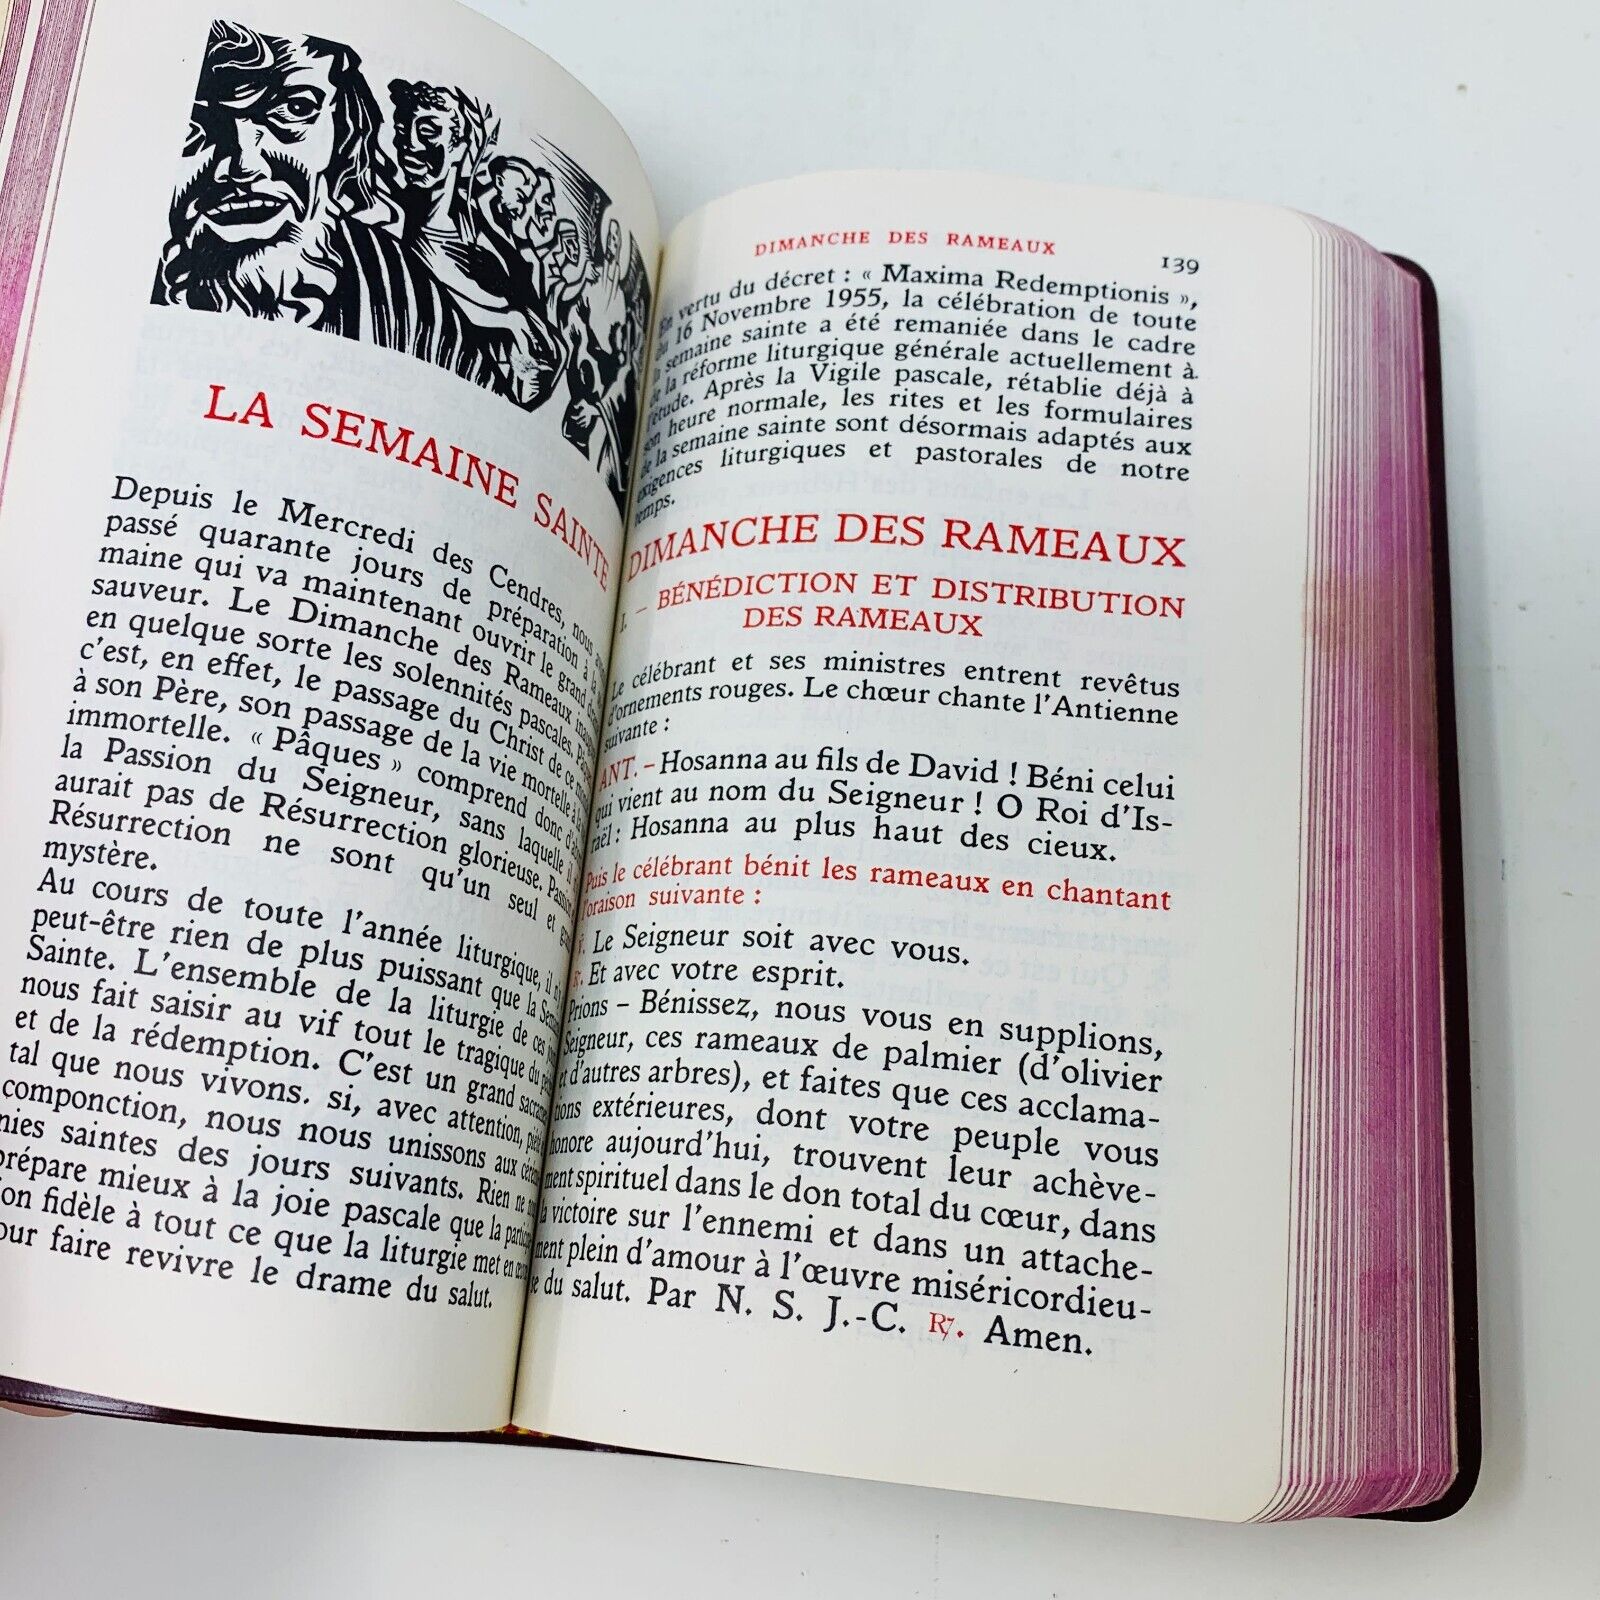 LA SEMAINE SAINTE
Depuis le Mercredi des Cendres, nous
passé quarante jours de préparation à la
maine qui va maintenant ouvrir le grand
sauveur. Le Dimanche des Rameaux
en quelque sorte les solennités pascales.
c'est, en effet, le passage du Christ de ce
à son Père, son passage de la vie mortelle à la
immortelle. « Pâques » comprend donc
la Passion du Seigneur, sans laquelle il
aurait pas de Résurrection glorieuse.
Résurrection ne sont qu'un seul et
mystère.
Au cours de toute l'année liturgique, il
peut-être rien de plus puissant que la
Sainte. L'ensemble de la liturgie de ces
nous fait saisir au vif tout le tragique du
et de la rédemption. C'est un grand
tal que nous vivons. si, avec attention,
componction, nous nous unissons aux
nies saintes des jours suivants. Rien ne
prépare mieux à la joie pascale que la
ion fidèle à tout ce que la liturgie met en
our faire revivre le drame du salut.
DIMANCHE DES RAMEAUX 139
En vertu du décret : « Maxima Redemptionis »,
du 16 Novembre 1955, la célébration de toute
la semaine sainte a été remaniée dans le cadre
de la réforme liturgique générale actuellement à
l'étude. Après la Vigile pascale, rétablie déjà à
son heure normale, les rites et les formulaires
de la semaine sainte sont désormais adaptés aux
exigences liturgiques et pastorales de notre
temps.
DIMANCHE DES RAMEAUX
I. – BÉNÉDICTION ET DISTRIBUTION
DES RAMEAUX
Le célébrant et ses ministres entrent revêtus
d'ornements rouges. Le chœur chante l'Antienne
suivante :
ANT. – Hosanna au fils de David ! Béni celui
qui vient au nom du Seigneur ! O Roi d'Is-
raël : Hosanna au plus haut des cieux.
Puis le célébrant bénit les rameaux en chantant
l'oraison suivante :
℣. Le Seigneur soit avec vous.
℟. Et avec votre esprit.
Prions – Bénissez, nous vous en supplions,
Seigneur, ces rameaux de palmier (d'olivier
et d'autres arbres), et faites que ces acclama-
tions extérieures, dont votre peuple vous
honore aujourd'hui, trouvent leur achève-
ment spirituel dans le don total du cœur, dans
la victoire sur l'ennemi et dans un attache-
ment plein d'amour à l'œuvre miséricordieu-
se du salut. Par N. S. J.-C. ℟. Amen.